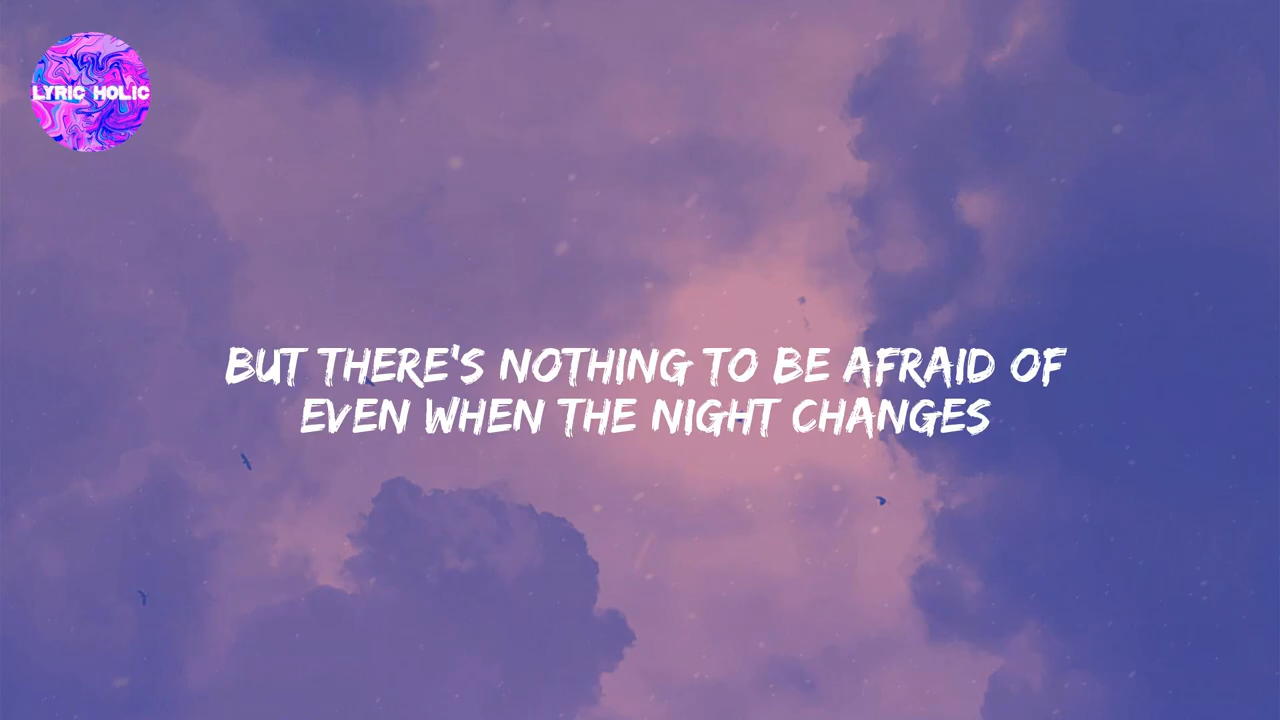 LYRIC HOLIC
BUT THERE'S NOTHING TO BE AFRAID OF
EVEN WHEN THE NIGHT CHANGES